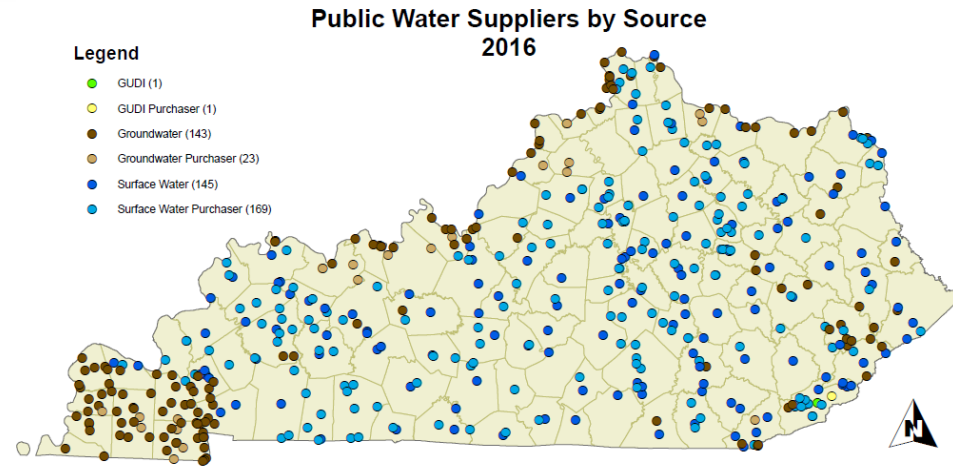 Public Water Suppliers by Source
2016
Legend
GUDI (1)
GUDI Purchaser (1)
Groundwater (143)
Groundwater Purchaser (23)
Surface Water (145)
Surface Water Purchaser (169)
N